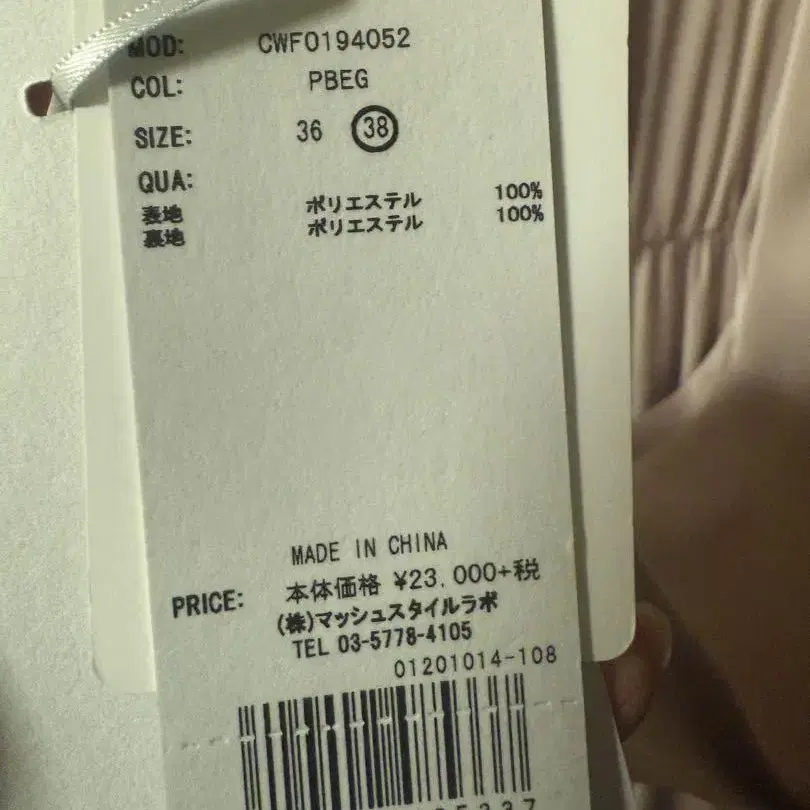 MOD: CWF0194052
COL: PBEG
SIZE: 36 38
QUA:
表地 ポリエステル 100%
裏地 ポリエステル 100%
MADE IN CHINA
PRICE: 本体価格 ¥23,000+税
(株)マッシュスタイルラボ
TEL 03-5778-4105
01201014-108